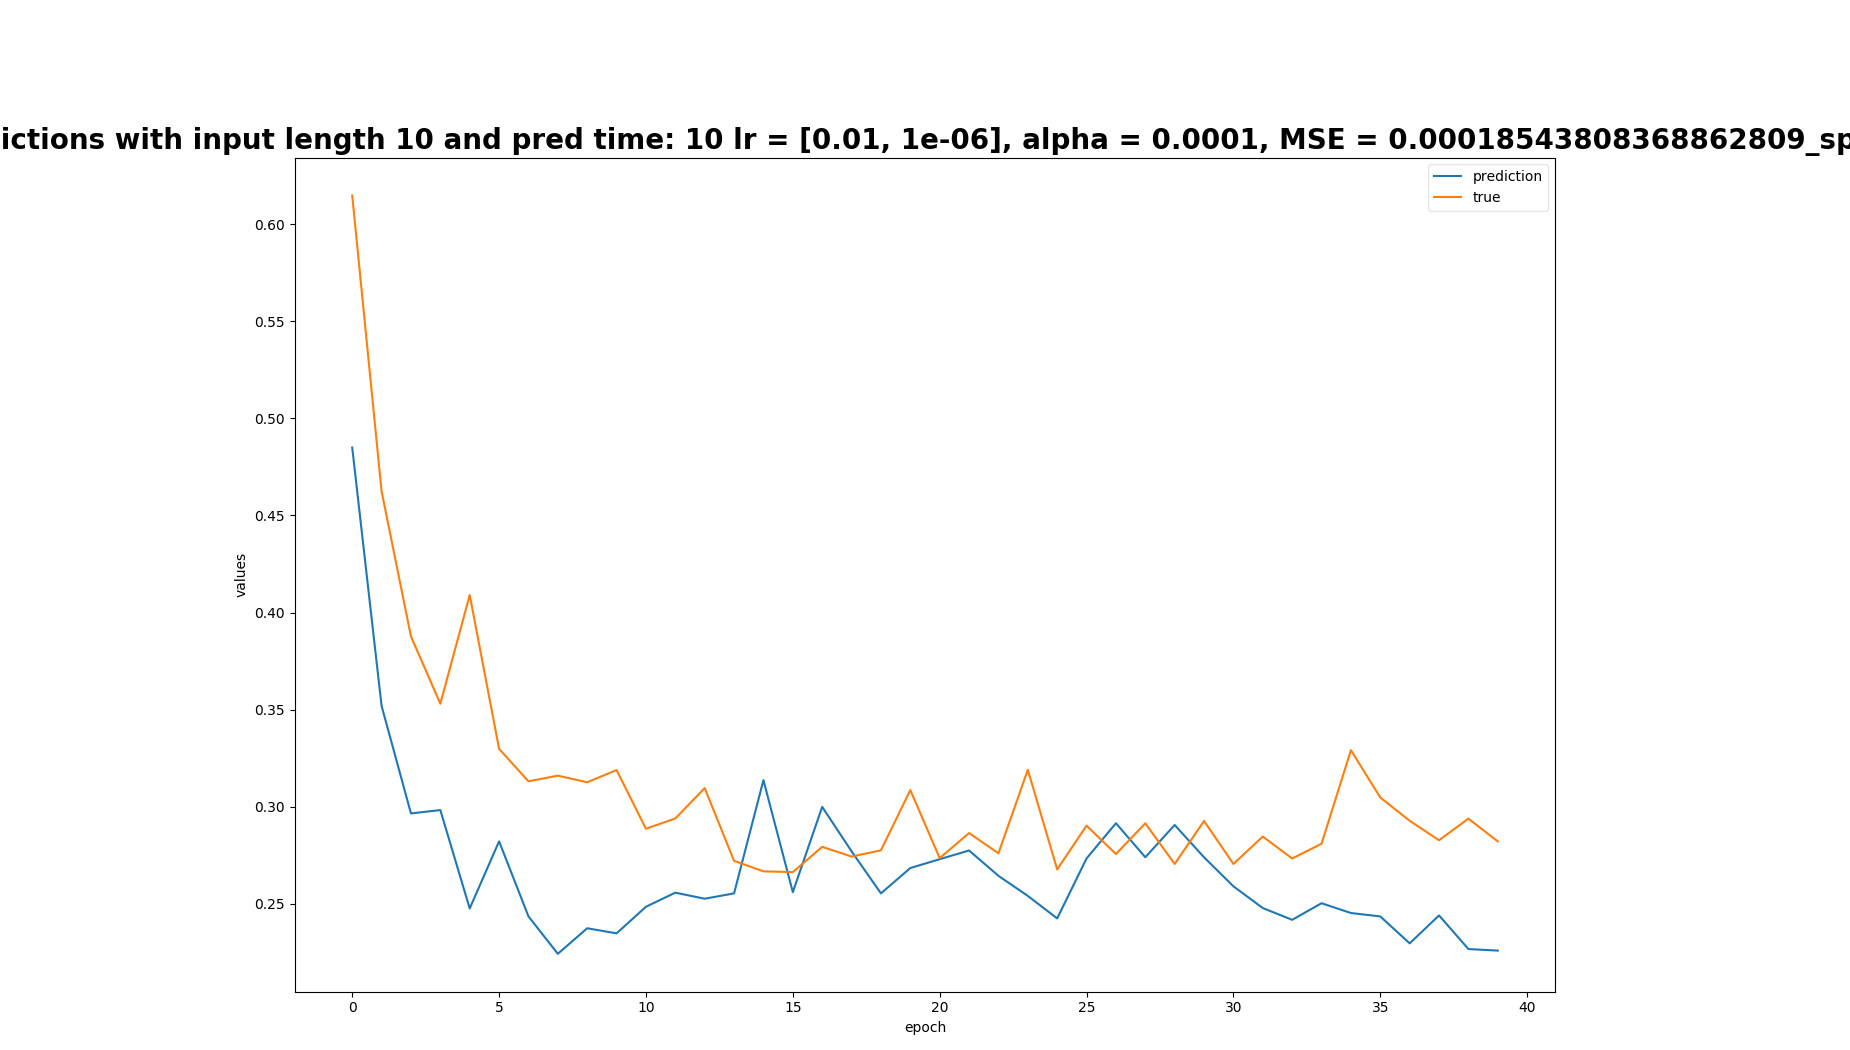 ictions with input length 10 and pred time: 10 lr = [0.01, 1e-06], alpha = 0.0001, MSE = 0.00018543808368862809_sp
prediction
true
0.60
0.55
0.50
0.45
0.40
0.35
0.30
0.25
values
0 5 10 15 20 25 30 35 40
epoch